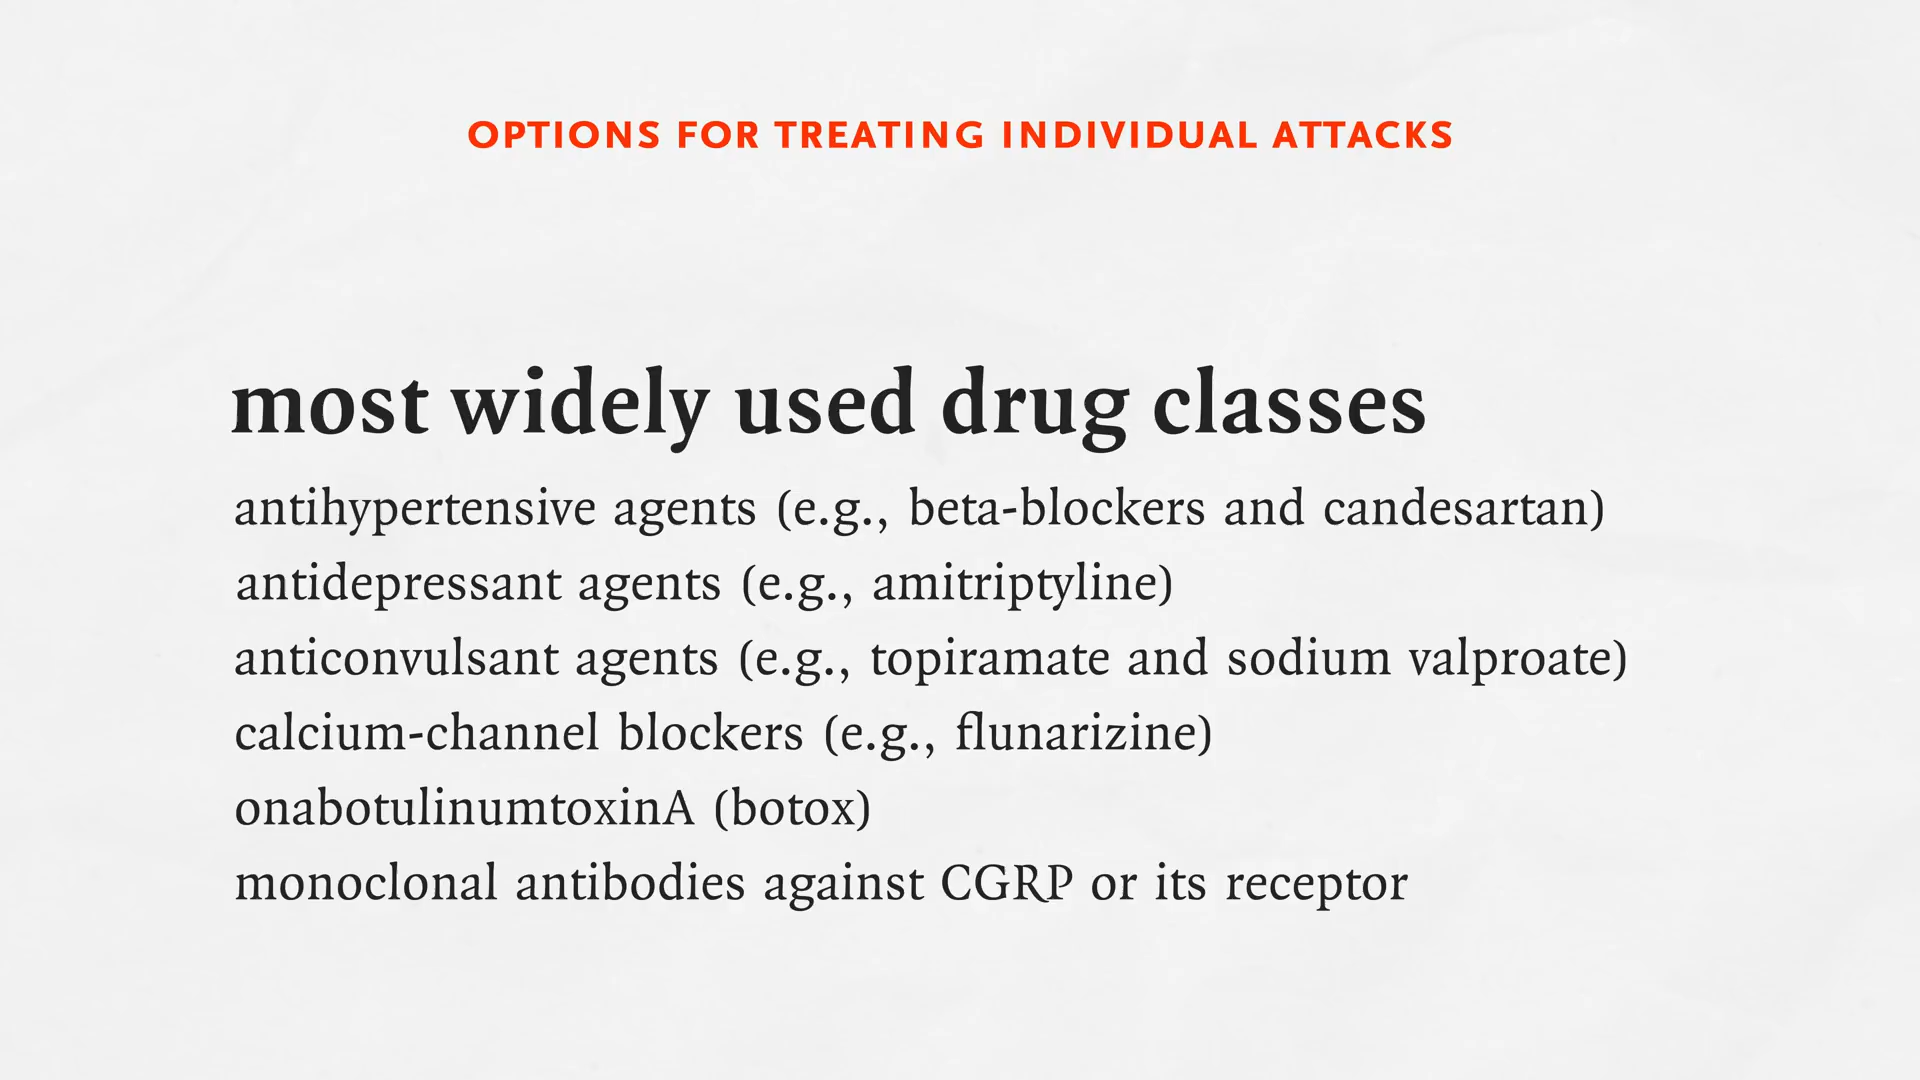 OPTIONS FOR TREATING INDIVIDUAL ATTACKS
most widely used drug classes
antihypertensive agents (e.g., beta-blockers and candesartan)
antidepressant agents (e.g., amitriptyline)
anticonvulsant agents (e.g., topiramate and sodium valproate)
calcium-channel blockers (e.g., flunarizine)
onabotulinumtoxinA (botox)
monoclonal antibodies against CGRP or its receptor